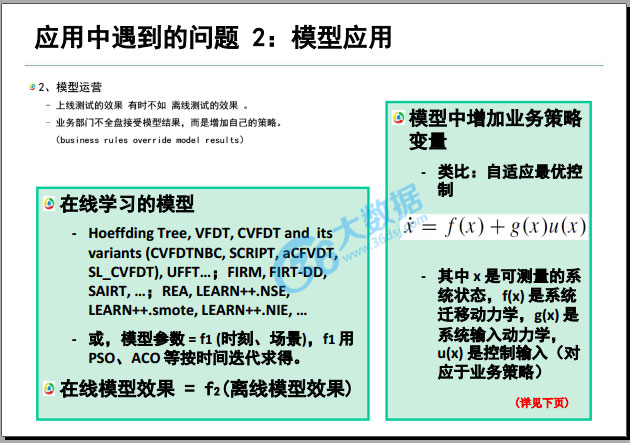 应用中遇到的问题 2：模型应用
2、模型运营
- 上线测试的效果 有时不如 离线测试的效果 。
- 业务部门不全盘接受模型结果，而是增加自己的策略。
(business rules override model results)
在线学习的模型
- Hoeffding Tree, VFDT, CVFDT and its
variants (CVFDTNBC, SCRIPT, aCFVDT,
SL_CVFDT), UFFT…；FIRM, FIRT-DD,
SAIRT, …；REA, LEARN++.NSE,
LEARN++.smote, LEARN++.NIE, …
- 或，模型参数 = f1 (时刻、场景)，f1 用
PSO、ACO 等按时间迭代求得。
在线模型效果 = f2(离线模型效果)
模型中增加业务策略
变量
- 类比：自适应最优控
制
ẋ = f(x) + g(x)u(x)
- 其中 x 是可测量的系
统状态，f(x) 是系统
迁移动力学，g(x) 是
系统输入动力学，
u(x) 是控制输入（对
应于业务策略）
(详见下页)
36大数据
www.36dsj.com